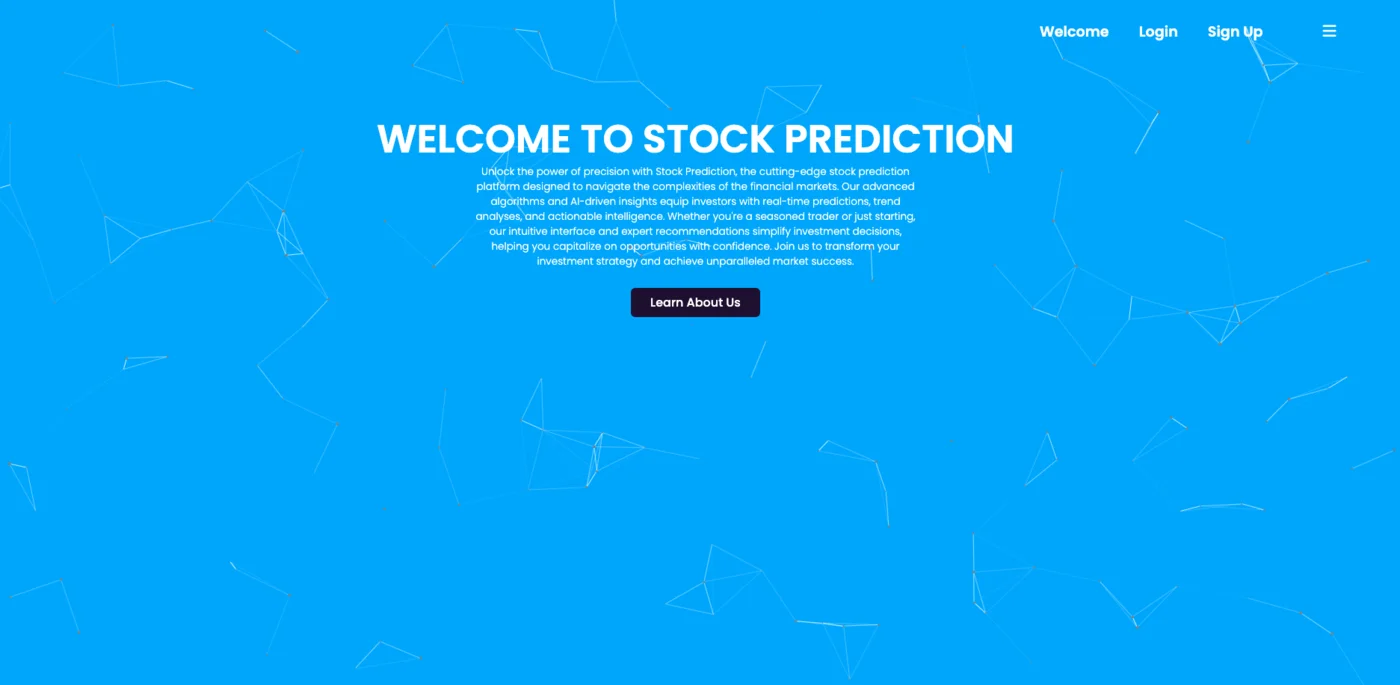 Welcome Login Sign Up
WELCOME TO STOCK PREDICTION
Unlock the power of precision with Stock Prediction, the cutting-edge stock prediction
platform designed to navigate the complexities of the financial markets. Our advanced
algorithms and AI-driven insights equip investors with real-time predictions, trend
analyses, and actionable intelligence. Whether you're a seasoned trader or just starting,
our intuitive interface and expert recommendations simplify investment decisions,
helping you capitalize on opportunities with confidence. Join us to transform your
investment strategy and achieve unparalleled market success.
Learn About Us